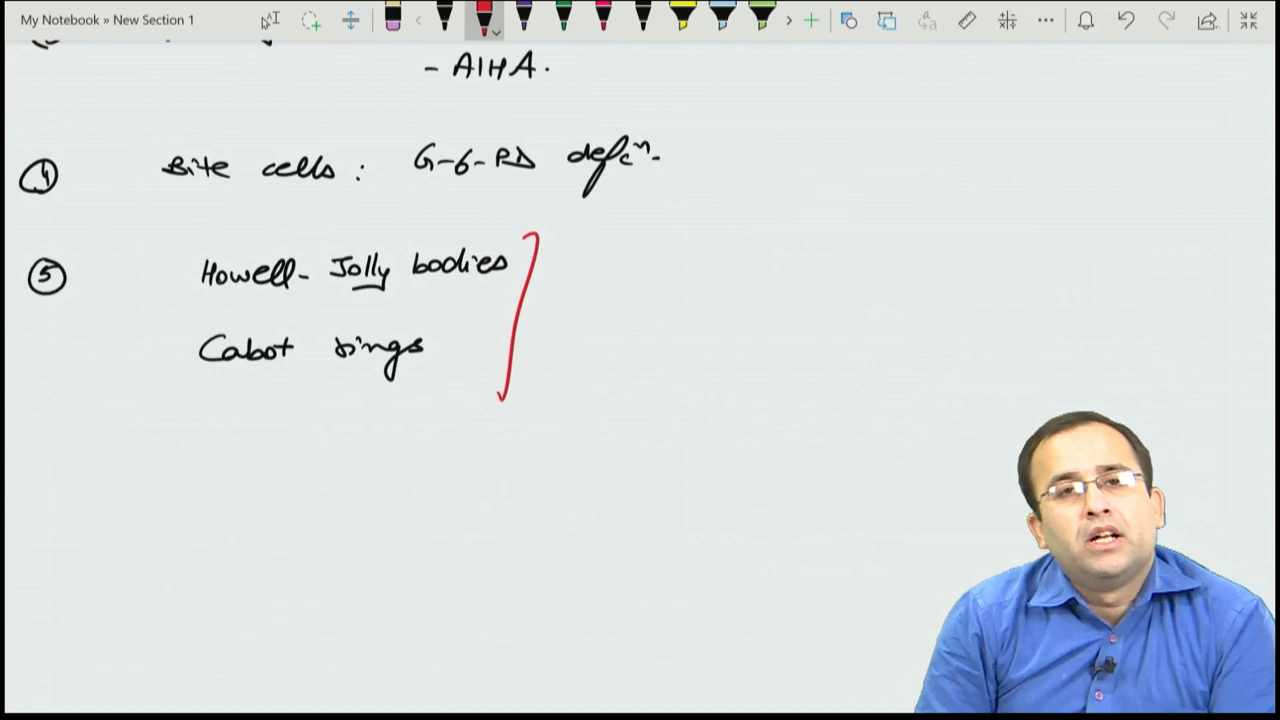 My Notebook » New Section 1
- AIHA.
④ Bite cells : G-6-PD defcⁿ.
⑤ Howell-Jolly bodies
Cabot rings